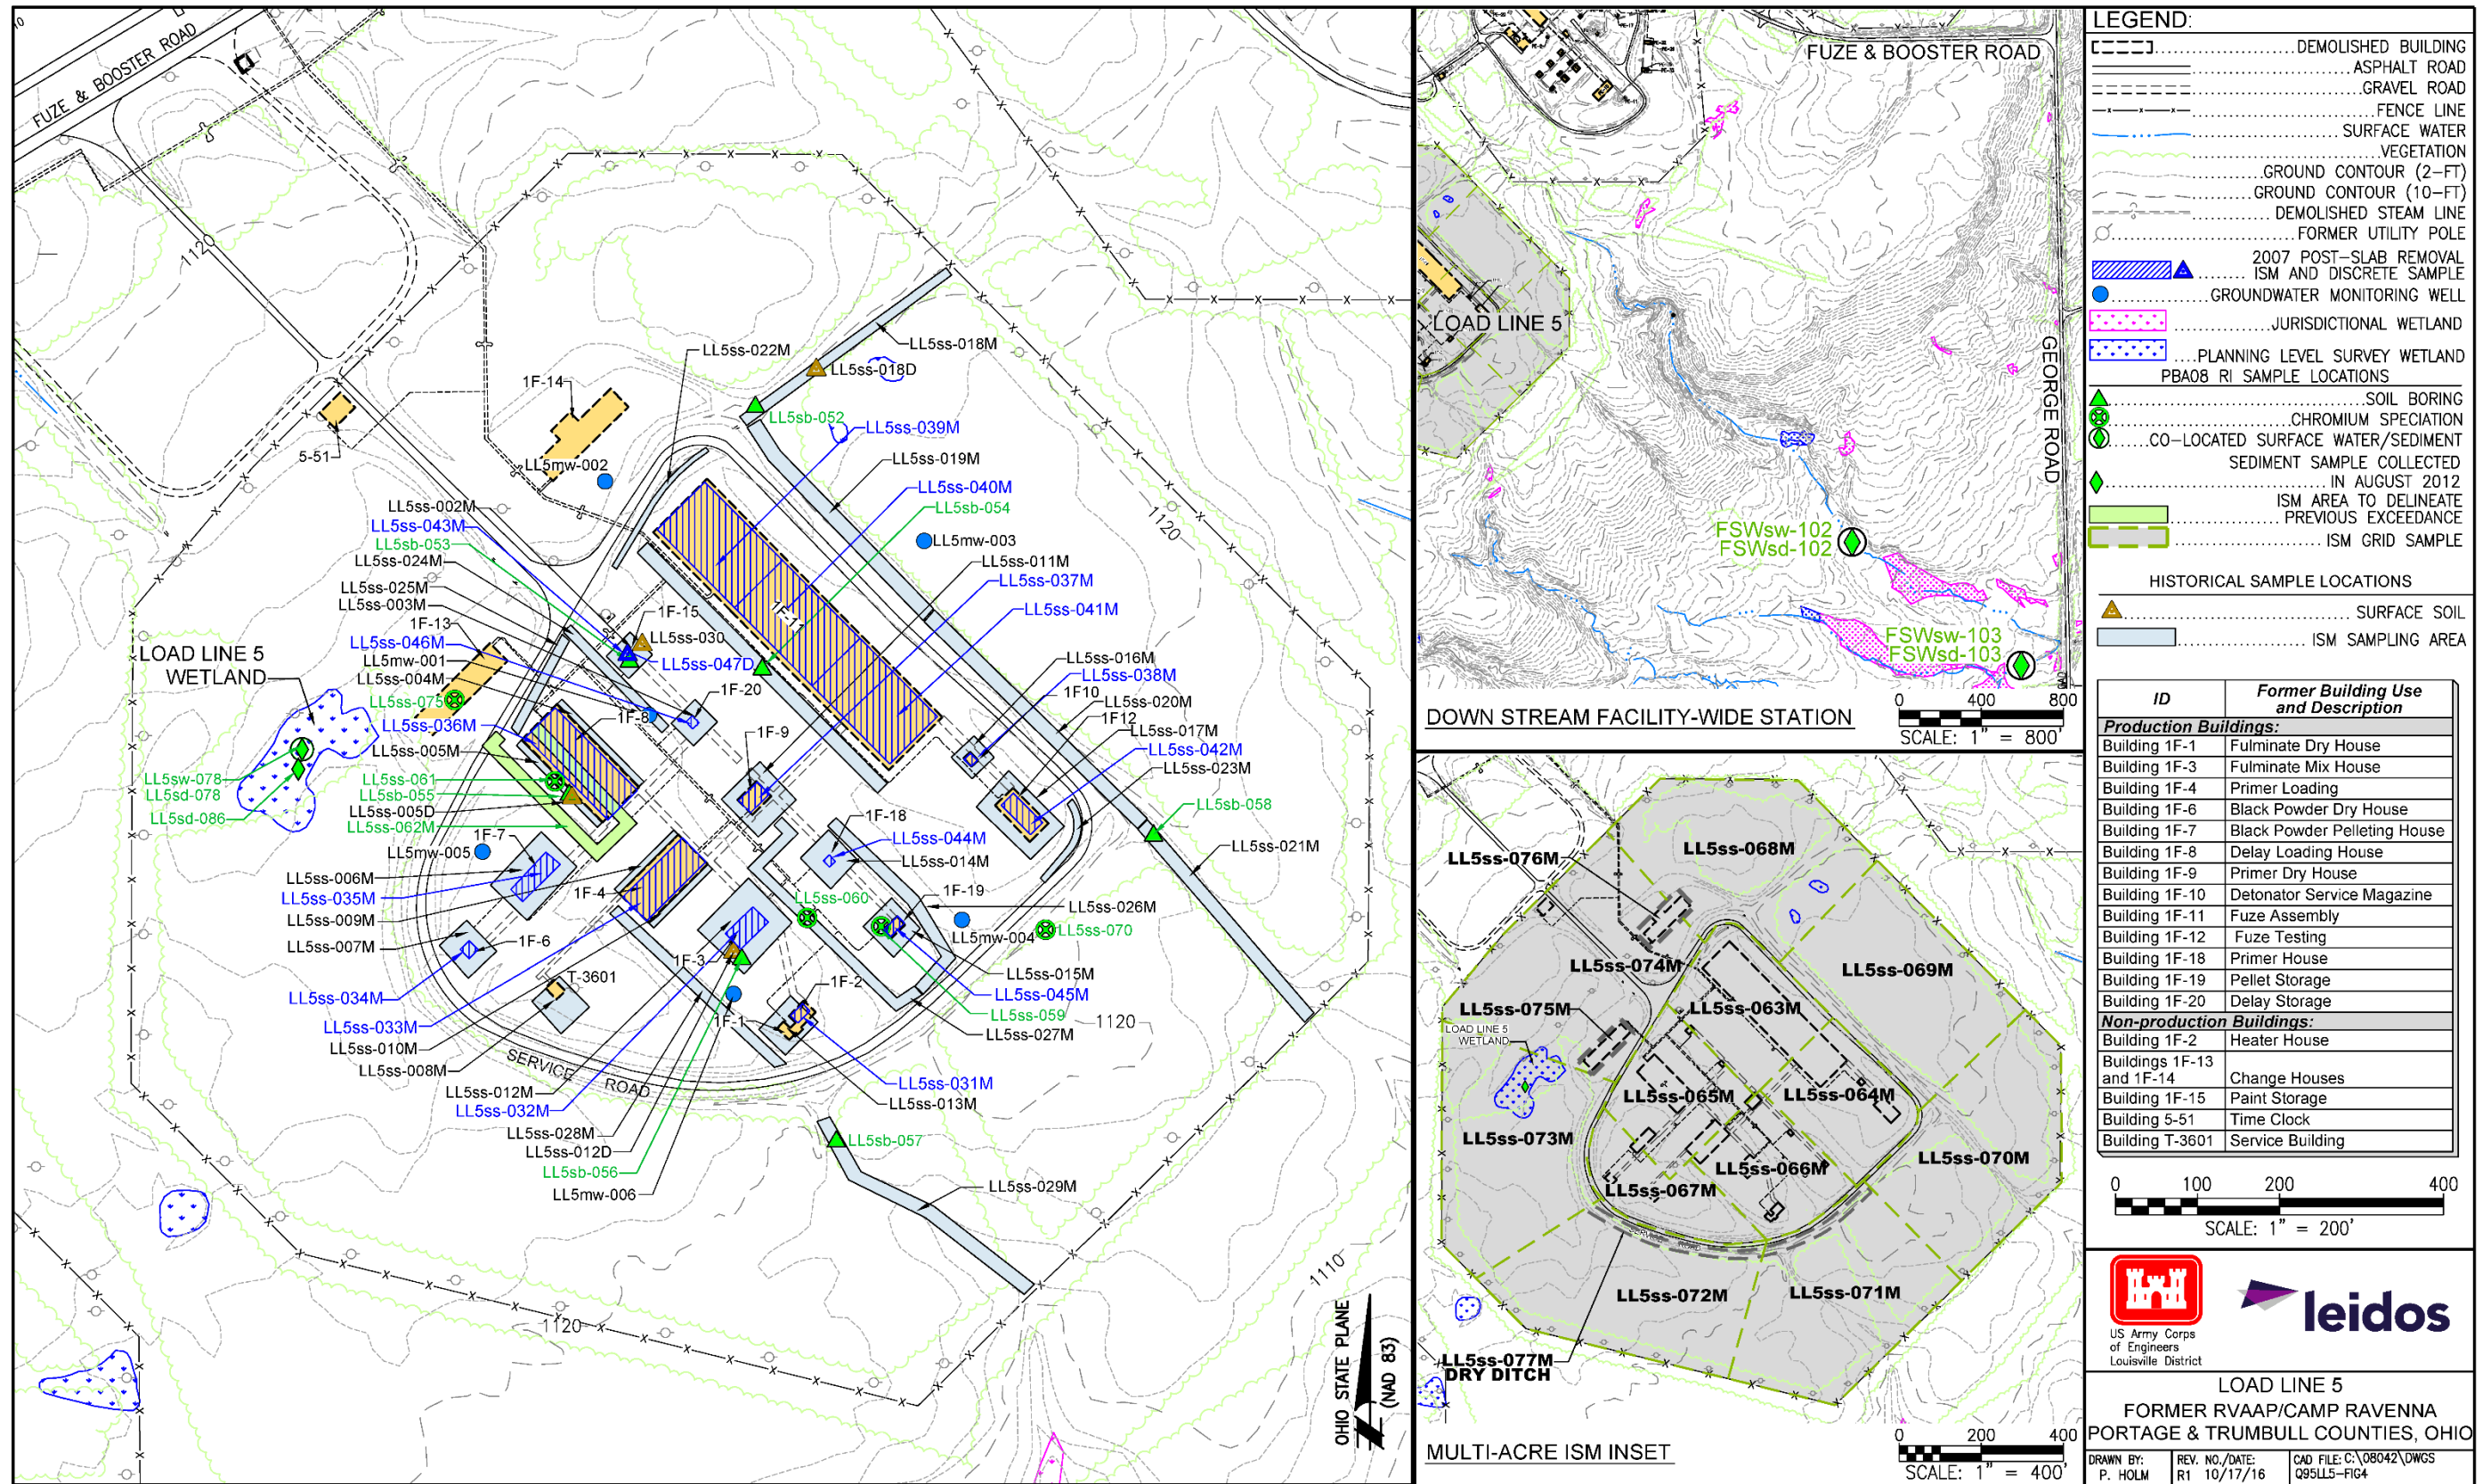 FUZE & BOOSTER ROAD
1120
5-51
1F-14
LL5mw-002
LL5ss-022M
LL5ss-018M
LL5ss-018D
LL5sb-052
LL5ss-039M
LL5ss-019M
LL5ss-040M
LL5sb-054
LL5mw-003
1120
LL5ss-011M
LL5ss-037M
LL5ss-041M
LL5ss-002M
LL5ss-043M
LL5sb-053
LL5ss-024M
LL5ss-025M
LL5ss-003M
1F-13
LL5ss-046M
LL5mw-001
LL5ss-004M
LL5ss-075
LL5ss-036M
LL5ss-005M
LL5ss-061
LL5sb-055
LL5ss-005D
LL5ss-062M
1F-7
LL5mw-005
LL5ss-006M
LL5ss-035M
LL5ss-009M
LL5ss-007M
1F-6
LL5ss-034M
LL5ss-033M
LL5ss-010M
LL5ss-008M
LL5ss-012M
LL5ss-032M
LL5ss-028M
LL5ss-012D
LL5sb-056
LL5mw-006
LOAD LINE 5
WETLAND
LL5sw-078
LL5sd-078
LL5sd-086
1F-15
LL5ss-030
LL5ss-047D
1F-20
1F-8
1F-9
1F-4
1F-18
LL5ss-044M
LL5ss-014M
1F-19
LL5ss-060
1F-3
T-3601
1F-1
1F-2
LL5ss-016M
LL5ss-038M
1F10
LL5ss-020M
1F12
LL5ss-017M
LL5ss-042M
LL5ss-023M
LL5sb-058
LL5ss-021M
LL5ss-026M
LL5mw-004
LL5ss-070
LL5ss-015M
LL5ss-045M
LL5ss-059
LL5ss-027M
1120
LL5ss-031M
LL5ss-013M
SERVICE ROAD
LL5sb-057
LL5ss-029M
1120
1110
OHIO STATE PLANE
(NAD 83)
FUZE & BOOSTER ROAD
LOAD LINE 5
GEORGE ROAD
FSWsw-102
FSWsd-102
FSWsw-103
FSWsd-103
DOWN STREAM FACILITY-WIDE STATION
0 400 800
SCALE: 1" = 800'
LL5ss-076M
LL5ss-068M
LL5ss-074M
LL5ss-069M
LL5ss-075M
LL5ss-063M
LOAD LINE 5
WETLAND
LL5ss-065M
LL5ss-064M
LL5ss-073M
LL5ss-066M
LL5ss-070M
LL5ss-067M
SERVICE ROAD
LL5ss-072M
LL5ss-071M
LL5ss-077M
DRY DITCH
MULTI-ACRE ISM INSET
0 200 400
SCALE: 1" = 400'
LEGEND:
DEMOLISHED BUILDING
ASPHALT ROAD
GRAVEL ROAD
FENCE LINE
SURFACE WATER
VEGETATION
GROUND CONTOUR (2-FT)
GROUND CONTOUR (10-FT)
DEMOLISHED STEAM LINE
FORMER UTILITY POLE
2007 POST-SLAB REMOVAL
ISM AND DISCRETE SAMPLE
GROUNDWATER MONITORING WELL
JURISDICTIONAL WETLAND
PLANNING LEVEL SURVEY WETLAND
PBA08 RI SAMPLE LOCATIONS
SOIL BORING
CHROMIUM SPECIATION
CO-LOCATED SURFACE WATER/SEDIMENT
SEDIMENT SAMPLE COLLECTED
IN AUGUST 2012
ISM AREA TO DELINEATE
PREVIOUS EXCEEDANCE
ISM GRID SAMPLE
HISTORICAL SAMPLE LOCATIONS
SURFACE SOIL
ISM SAMPLING AREA
ID Former Building Use
and Description
Production Buildings:
Building 1F-1 Fulminate Dry House
Building 1F-3 Fulminate Mix House
Building 1F-4 Primer Loading
Building 1F-6 Black Powder Dry House
Building 1F-7 Black Powder Pelleting House
Building 1F-8 Delay Loading House
Building 1F-9 Primer Dry House
Building 1F-10 Detonator Service Magazine
Building 1F-11 Fuze Assembly
Building 1F-12 Fuze Testing
Building 1F-18 Primer House
Building 1F-19 Pellet Storage
Building 1F-20 Delay Storage
Non-production Buildings:
Building 1F-2 Heater House
Buildings 1F-13
and 1F-14 Change Houses
Building 1F-15 Paint Storage
Building 5-51 Time Clock
Building T-3601 Service Building
0 100 200 400
SCALE: 1" = 200'
US Army Corps
of Engineers
Louisville District
leidos
LOAD LINE 5
FORMER RVAAP/CAMP RAVENNA
PORTAGE & TRUMBULL COUNTIES, OHIO
DRAWN BY: REV. NO./DATE: CAD FILE: C:\08042\DWGS
P. HOLM R1 10/17/16 Q95LL5-FIG4